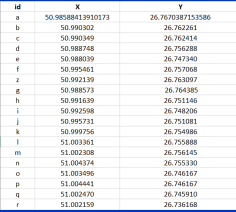 id X Y
a 50.98588413910173 26.7670387153586
b 50.990302 26.762261
c 50.990349 26.762414
d 50.988748 26.756288
e 50.988039 26.747340
f 50.995461 26.757068
z 50.992139 26.763097
g 50.988573 26.764385
h 50.991639 26.751146
i 50.992598 26.748206
j 50.995731 26.751081
k 50.999756 26.754986
l 51.003361 26.755888
m 51.002308 26.756145
n 51.004374 26.755330
o 51.003496 26.746167
p 51.004441 26.746167
q 51.002470 26.745910
r 51.002159 26.736168